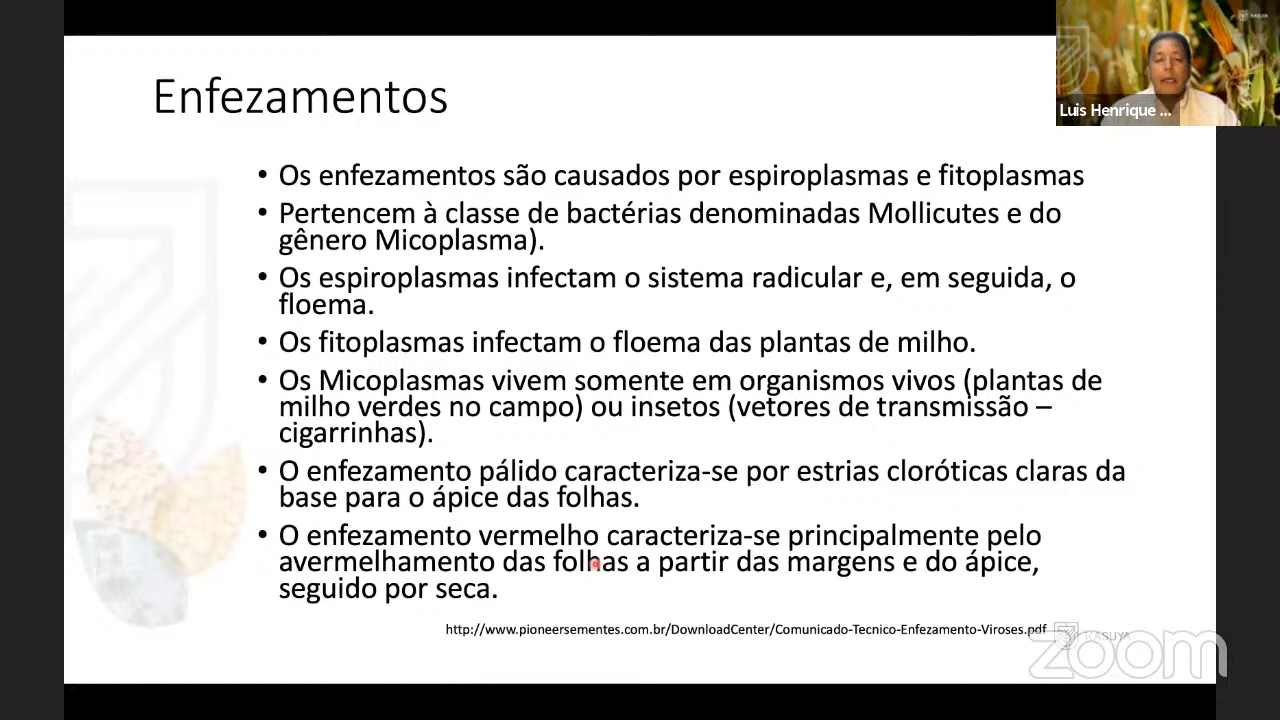 Enfezamentos
KASUYA
Luis Henrique ...
• Os enfezamentos são causados por espiroplasmas e fitoplasmas
• Pertencem à classe de bactérias denominadas Mollicutes e do
gênero Micoplasma).
• Os espiroplasmas infectam o sistema radicular e, em seguida, o
floema.
• Os fitoplasmas infectam o floema das plantas de milho.
• Os Micoplasmas vivem somente em organismos vivos (plantas de
milho verdes no campo) ou insetos (vetores de transmissão –
cigarrinhas).
• O enfezamento pálido caracteriza-se por estrias cloróticas claras da
base para o ápice das folhas.
• O enfezamento vermelho caracteriza-se principalmente pelo
avermelhamento das folhas a partir das margens e do ápice,
seguido por seca.
http://www.pioneersementes.com.br/DownloadCenter/Comunicado-Tecnico-Enfezamento-Viroses.pdf
KASUYA
zoom